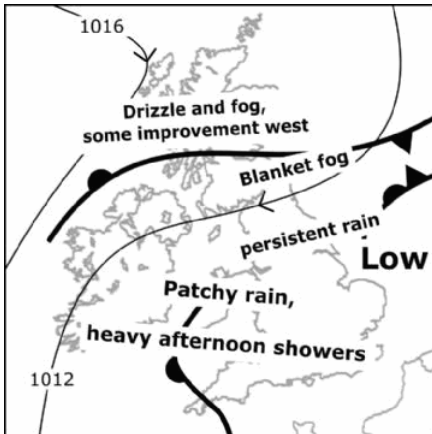 1016
Drizzle and fog,
some improvement west
Blanket fog
persistent rain
Low
Patchy rain,
heavy afternoon showers
1012